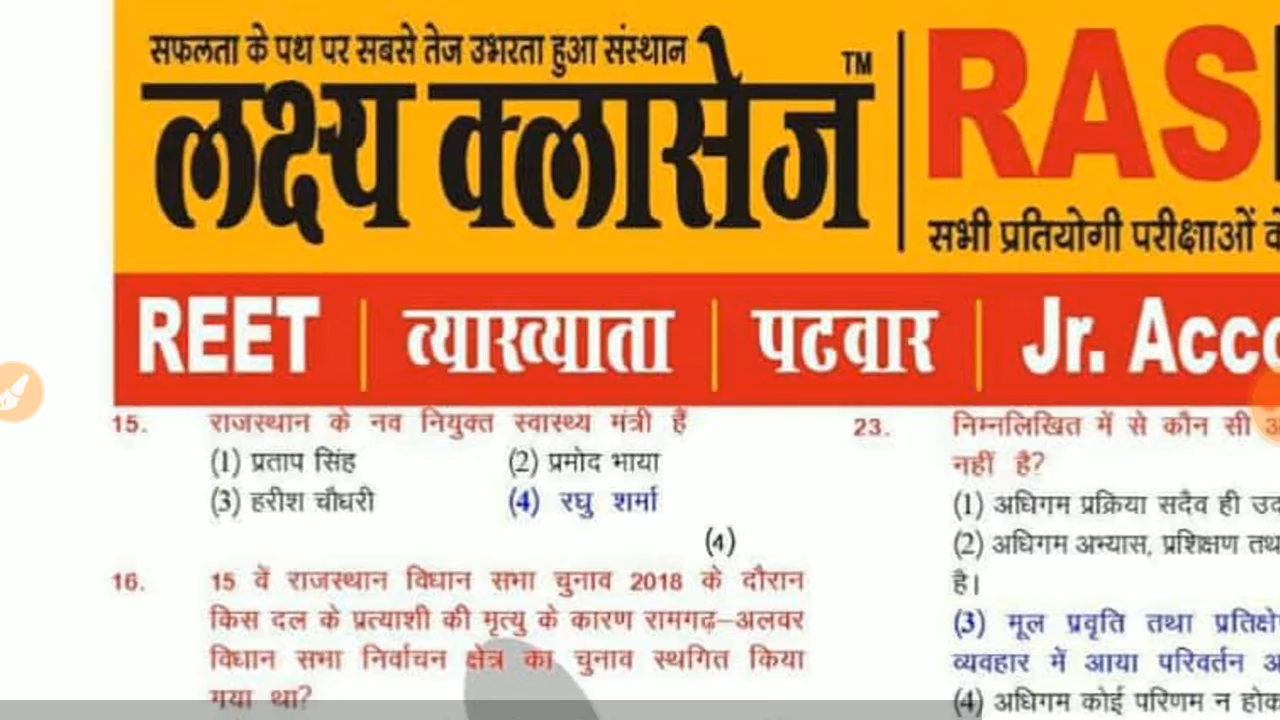 सफलता के पथ पर सबसे तेज उभरता हुआ संस्थान
लक्ष्य क्लासेज
TM
RAS
सभी प्रतियोगी परीक्षाओं
REET | व्याख्याता | पटवार | Jr. Acco
15. राजस्थान के नव नियुक्त स्वास्थ्य मंत्री हैं
(1) प्रताप सिंह (2) प्रमोद भाया
(3) हरीश चौधरी (4) रघु शर्मा
(4)
16. 15 वें राजस्थान विधान सभा चुनाव 2018 के दौरान
किस दल के प्रत्याशी की मृत्यु के कारण रामगढ़–अलवर
विधान सभा निर्वाचन क्षेत्र का चुनाव स्थगित किया
गया था?
23. निम्नलिखित में से कौन सी
नहीं है?
(1) अधिगम प्रक्रिया सदैव ही
(2) अधिगम अभ्यास, प्रशिक्षण
है।
(3) मूल प्रवृति तथा
व्यवहार में आया परिवर्तन
(4) अधिगम कोई परिणम न